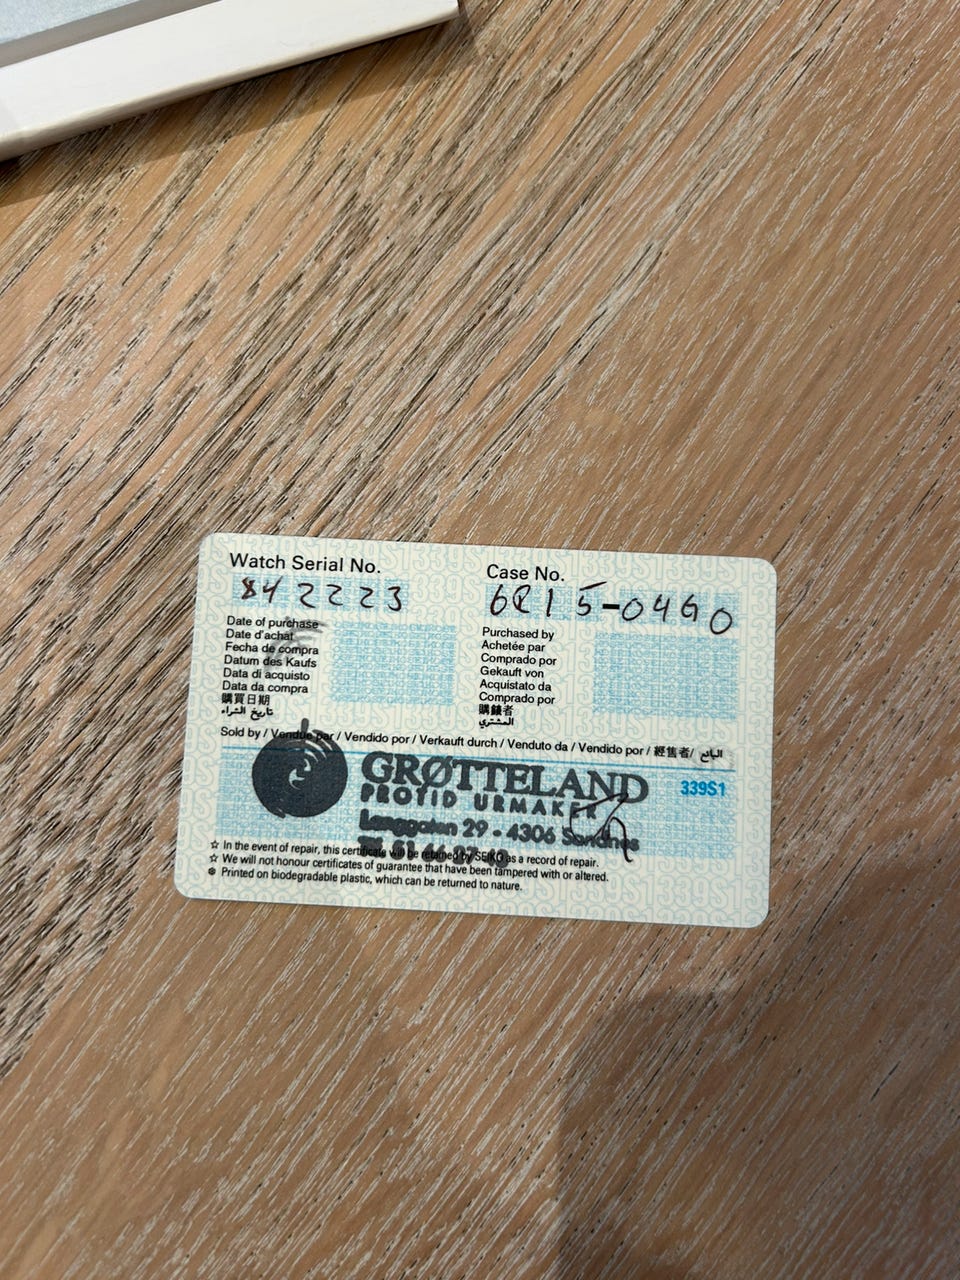 Watch Serial No.
842223
Case No.
6R15-04G0
Date of purchase
Date d'achat
Fecha de compra
Datum des Kaufs
Data di acquisto
Data da compra
購買日期
تاريخ الشراء
Purchased by
Achetée par
Comprado por
Gekauft von
Acquistato da
Comprado por
購錶者
المشتري
Sold by / Vendue par / Vendido por / Verkauft durch / Venduto da / Vendido por / 經售者/ البائع
GRØTTELAND
PROTID URMAKER
339S1
Langgaten 29 - 4306 Sandnes
☆ In the event of repair, this certificate will be retained by SEIKO as a record of repair.
☆ We will not honour certificates of guarantee that have been tampered with or altered.
Printed on biodegradable plastic, which can be returned to nature.